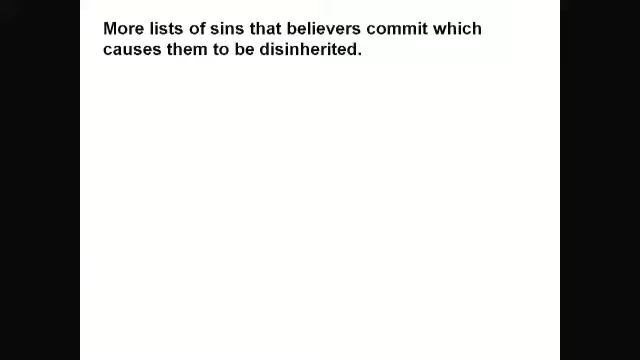 More lists of sins that believers commit which
causes them to be disinherited.